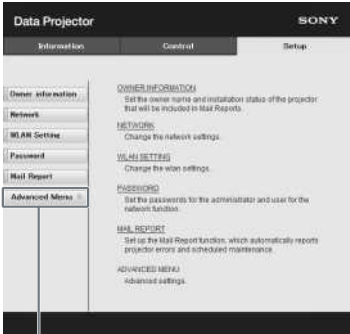 Data Projector
SONY
Information
Control
Setup
Owner information
Network
WLAN Setting
Password
Mail Report
Advanced Menu
OWNER INFORMATION
Set the owner name and installation status of the projector
that will be included in Mail Reports.
NETWORK
Change the network settings.
WLAN SETTING
Change the wlan settings.
PASSWORD
Set the passwords for the administrator and user for the
network function.
MAIL REPORT
Set up the Mail Report function, which automatically reports
projector errors and scheduled maintenance.
ADVANCED MENU
Advanced settings.